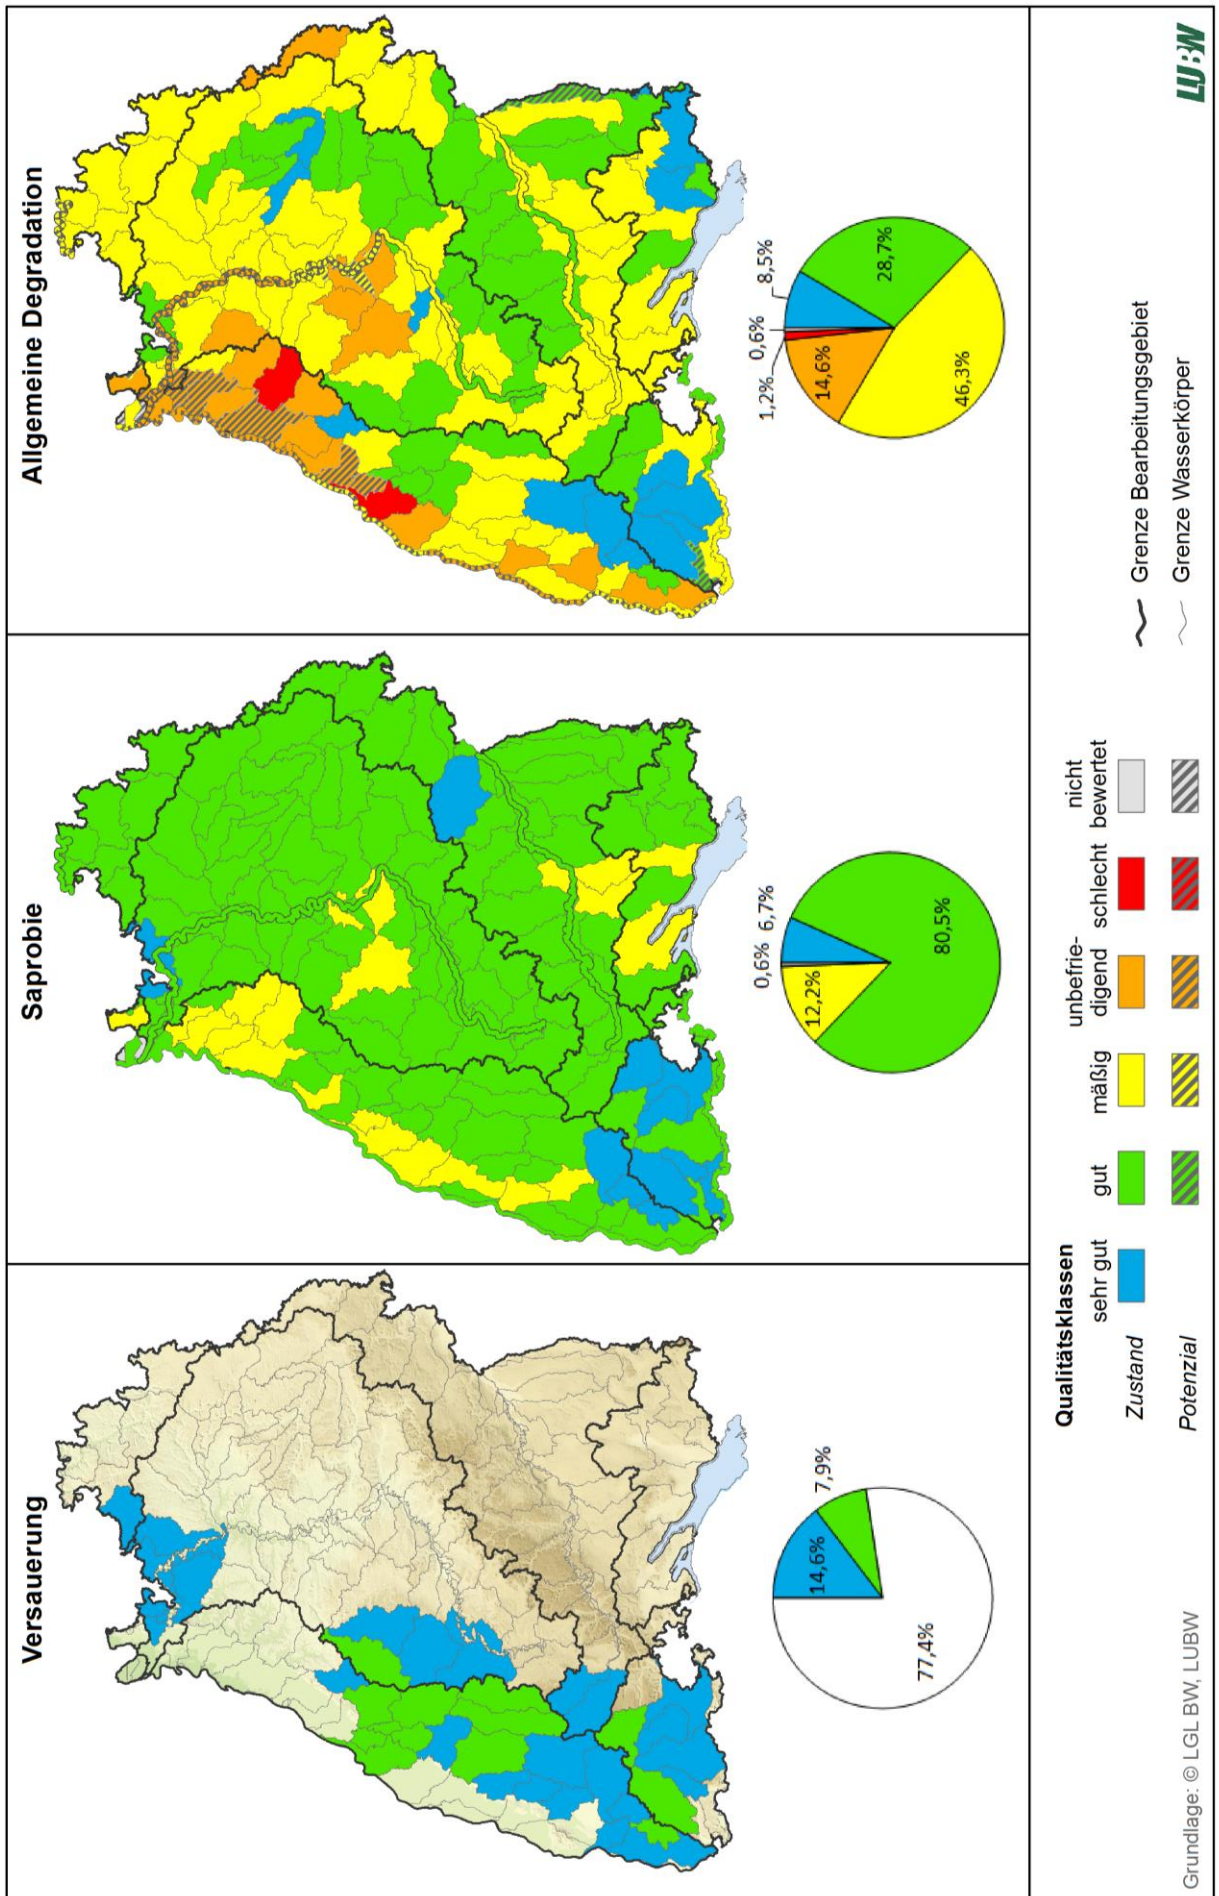 Versauerung
14,6%
7,9%
77,4%
Saprobie
0,6%
6,7%
12,2%
80,5%
Allgemeine Degradation
1,2%
0,6%
8,5%
14,6%
28,7%
46,3%
Qualitätsklassen
sehr gut
gut
mäßig
unbefrie-
digend
schlecht
nicht
bewertet
Zustand
Potenzial
Grenze Bearbeitungsgebiet
Grenze Wasserkörper
Grundlage: © LGL BW, LUBW
LUBW